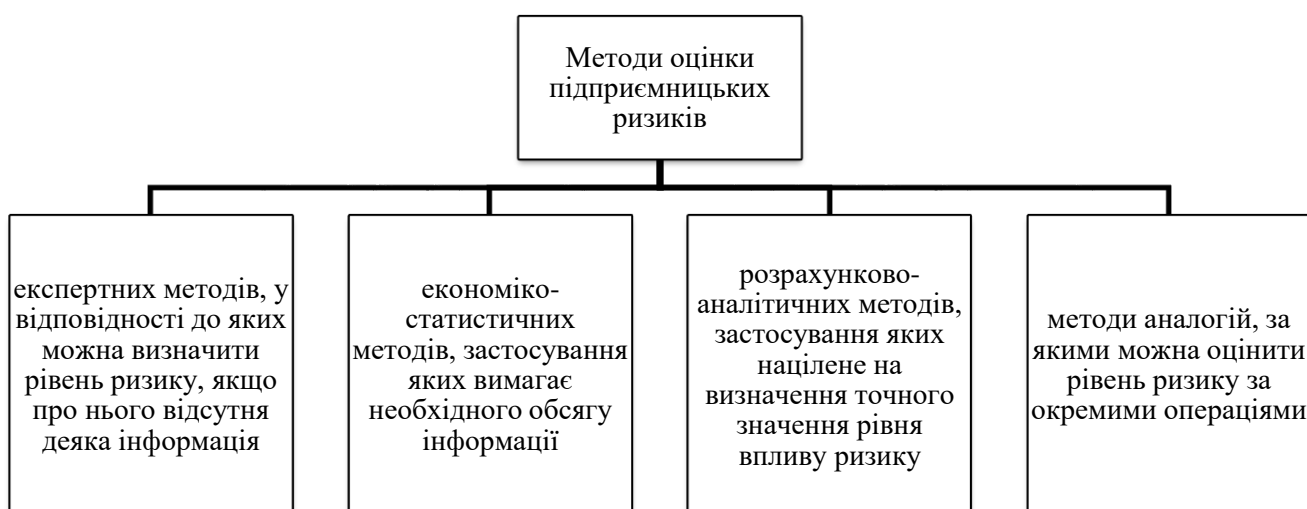 Методи оцінки
підприємницьких
ризиків
експертних методів, у
відповідності до яких
можна визначити
рівень ризику, якщо
про нього відсутня
деяка інформація
економіко-
статистичних
методів, застосування
яких вимагає
необхідного обсягу
інформації
розрахунково-
аналітичних методів,
застосування яких
націлене на
визначення точного
значення рівня
впливу ризику
методи аналогій, за
якими можна оцінити
рівень ризику за
окремими операціями